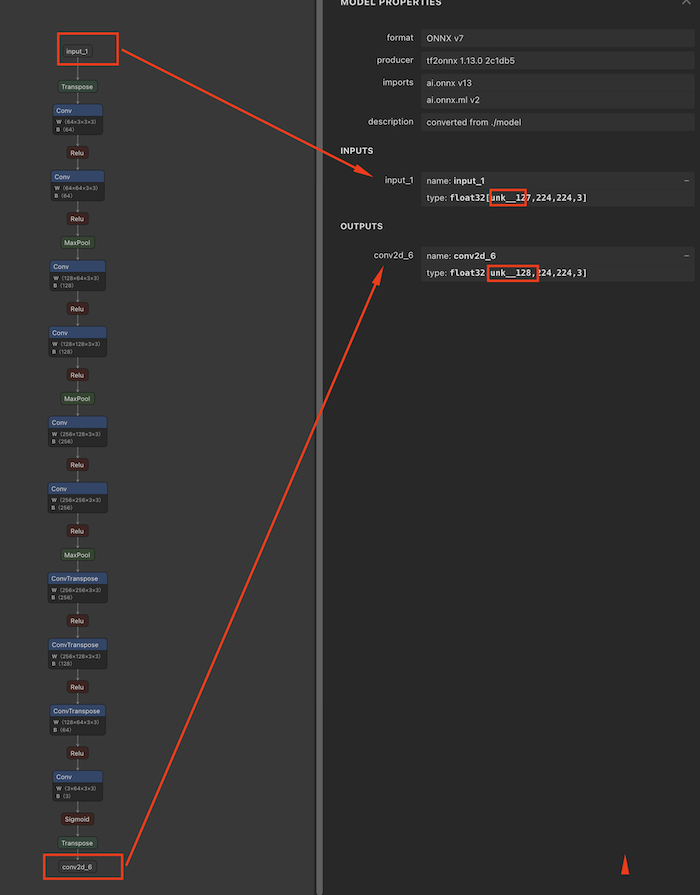 input_1
Transpose
Conv
W ⟨64×3×3×3⟩
B ⟨64⟩
Relu
Conv
W ⟨64×64×3×3⟩
B ⟨64⟩
Relu
MaxPool
Conv
W ⟨128×64×3×3⟩
B ⟨128⟩
Relu
Conv
W ⟨128×128×3×3⟩
B ⟨128⟩
Relu
MaxPool
Conv
W ⟨256×128×3×3⟩
B ⟨256⟩
Relu
Conv
W ⟨256×256×3×3⟩
B ⟨256⟩
Relu
MaxPool
ConvTranspose
W ⟨256×256×3×3⟩
B ⟨256⟩
Relu
ConvTranspose
W ⟨256×128×3×3⟩
B ⟨128⟩
Relu
ConvTranspose
W ⟨128×64×3×3⟩
B ⟨64⟩
Relu
Conv
W ⟨3×64×3×3⟩
B ⟨3⟩
Sigmoid
Transpose
conv2d_6
MODEL PROPERTIES
format ONNX v7
producer tf2onnx 1.13.0 2c1db5
imports ai.onnx v13
ai.onnx.ml v2
description converted from ./model
INPUTS
input_1 name: input_1
type: float32[unk__127,224,224,3]
OUTPUTS
conv2d_6 name: conv2d_6
type: float32[unk__128,224,224,3]